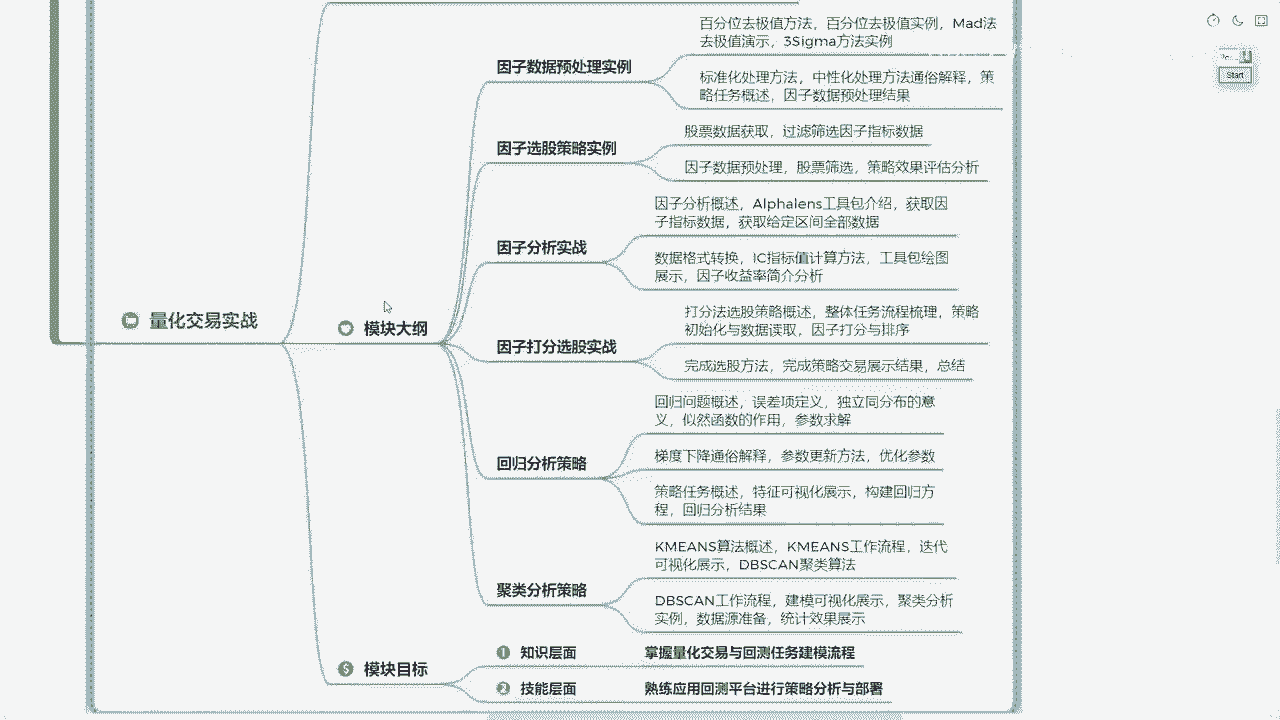 百分位去极值方法，百分位去极值实例，Mad法
去极值演示，3Sigma方法实例
因子数据预处理实例
标准化处理方法，中性化处理方法通俗解释，策
略任务概述，因子数据预处理结果
股票数据获取，过滤筛选因子指标数据
因子选股策略实例
因子数据预处理，股票筛选，策略效果评估分析
因子分析概述，Alphalens工具包介绍，获取因
子指标数据，获取给定区间全部数据
因子分析实战
数据格式转换，IC指标值计算方法，工具包绘图
展示，因子收益率简介分析
量化交易实战
模块大纲
打分法选股策略概述，整体任务流程梳理，策略
初始化与数据读取，因子打分与排序
因子打分选股实战
完成选股方法，完成策略交易展示结果，总结
回归问题概述，误差项定义，独立同分布的意
义，似然函数的作用，参数求解
回归分析策略
梯度下降通俗解释，参数更新方法，优化参数
策略任务概述，特征可视化展示，构建回归方
程，回归分析结果
KMEANS算法概述，KMEANS工作流程，迭代
可视化展示，DBSCAN聚类算法
聚类分析策略
DBSCAN工作流程，建模可视化展示，聚类分析
实例，数据源准备，统计效果展示
模块目标
1 知识层面 掌握量化交易与回测任务建模流程
2 技能层面 熟练应用回测平台进行策略分析与部署